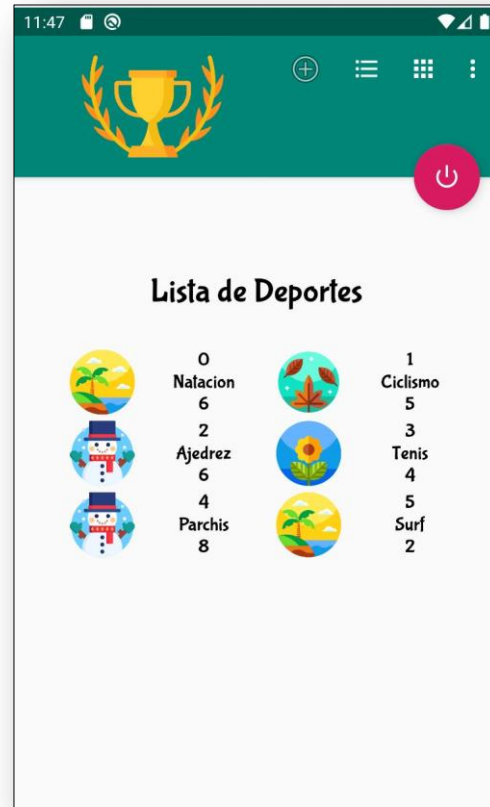 11:47
Lista de Deportes
0
Natacion
6
1
Ciclismo
5
2
Ajedrez
6
3
Tenis
4
4
Parchis
8
5
Surf
2